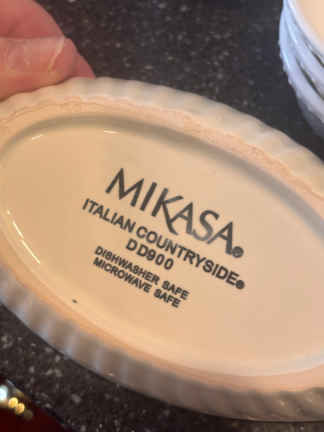 MIKASA®
ITALIAN COUNTRYSIDE®
DD900
DISHWASHER SAFE
MICROWAVE SAFE